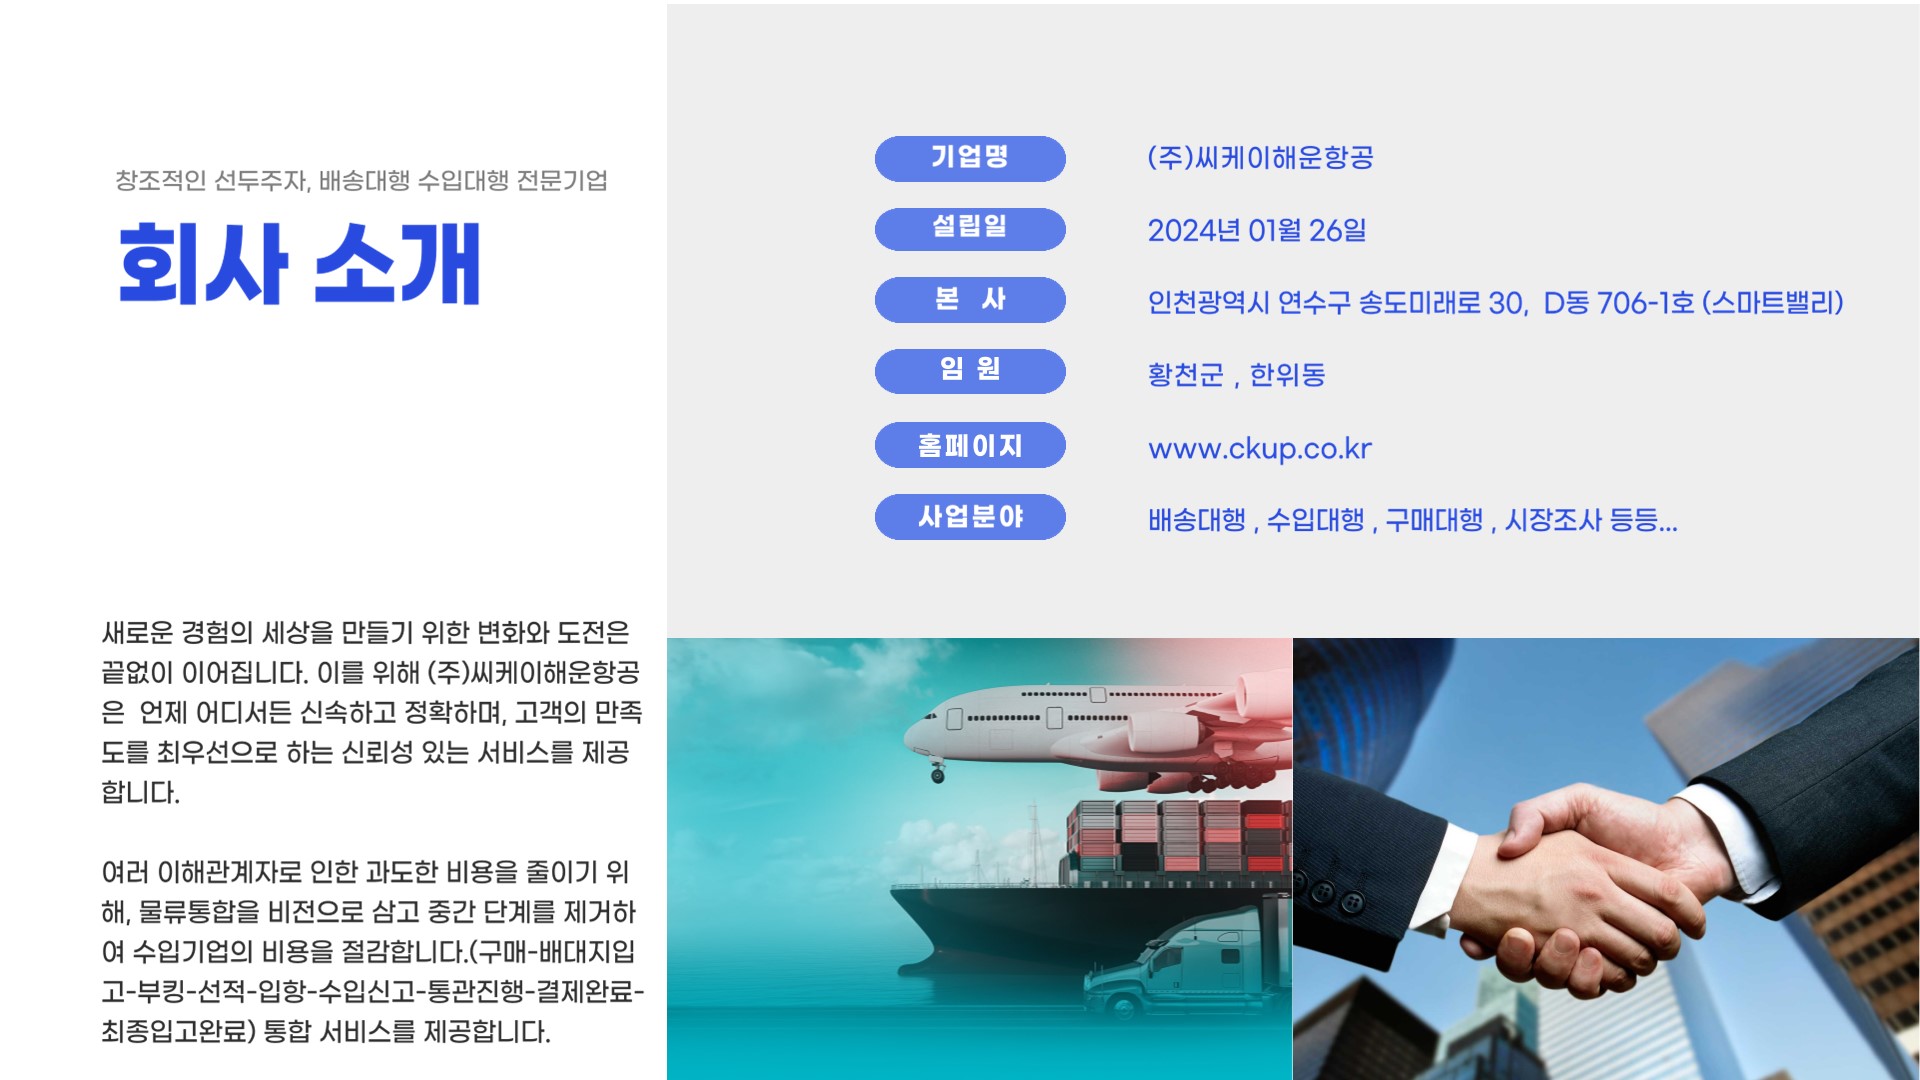 창조적인 선두주자, 배송대행 수입대행 전문기업
회사 소개
새로운 경험의 세상을 만들기 위한 변화와 도전은
끝없이 이어집니다. 이를 위해 (주)씨케이해운항공
은 언제 어디서든 신속하고 정확하며, 고객의 만족
도를 최우선으로 하는 신뢰성 있는 서비스를 제공
합니다.
여러 이해관계자로 인한 과도한 비용을 줄이기 위
해, 물류통합을 비전으로 삼고 중간 단계를 제거하
여 수입기업의 비용을 절감합니다.(구매-배대지입
고-부킹-선적-입항-수입신고-통관진행-결제완료-
최종입고완료) 통합 서비스를 제공합니다.
기업명 (주)씨케이해운항공
설립일 2024년 01월 26일
본 사 인천광역시 연수구 송도미래로 30, D동 706-1호 (스마트밸리)
임 원 황천군 , 한위동
홈페이지 www.ckup.co.kr
사업분야 배송대행 , 수입대행 , 구매대행 , 시장조사 등등...